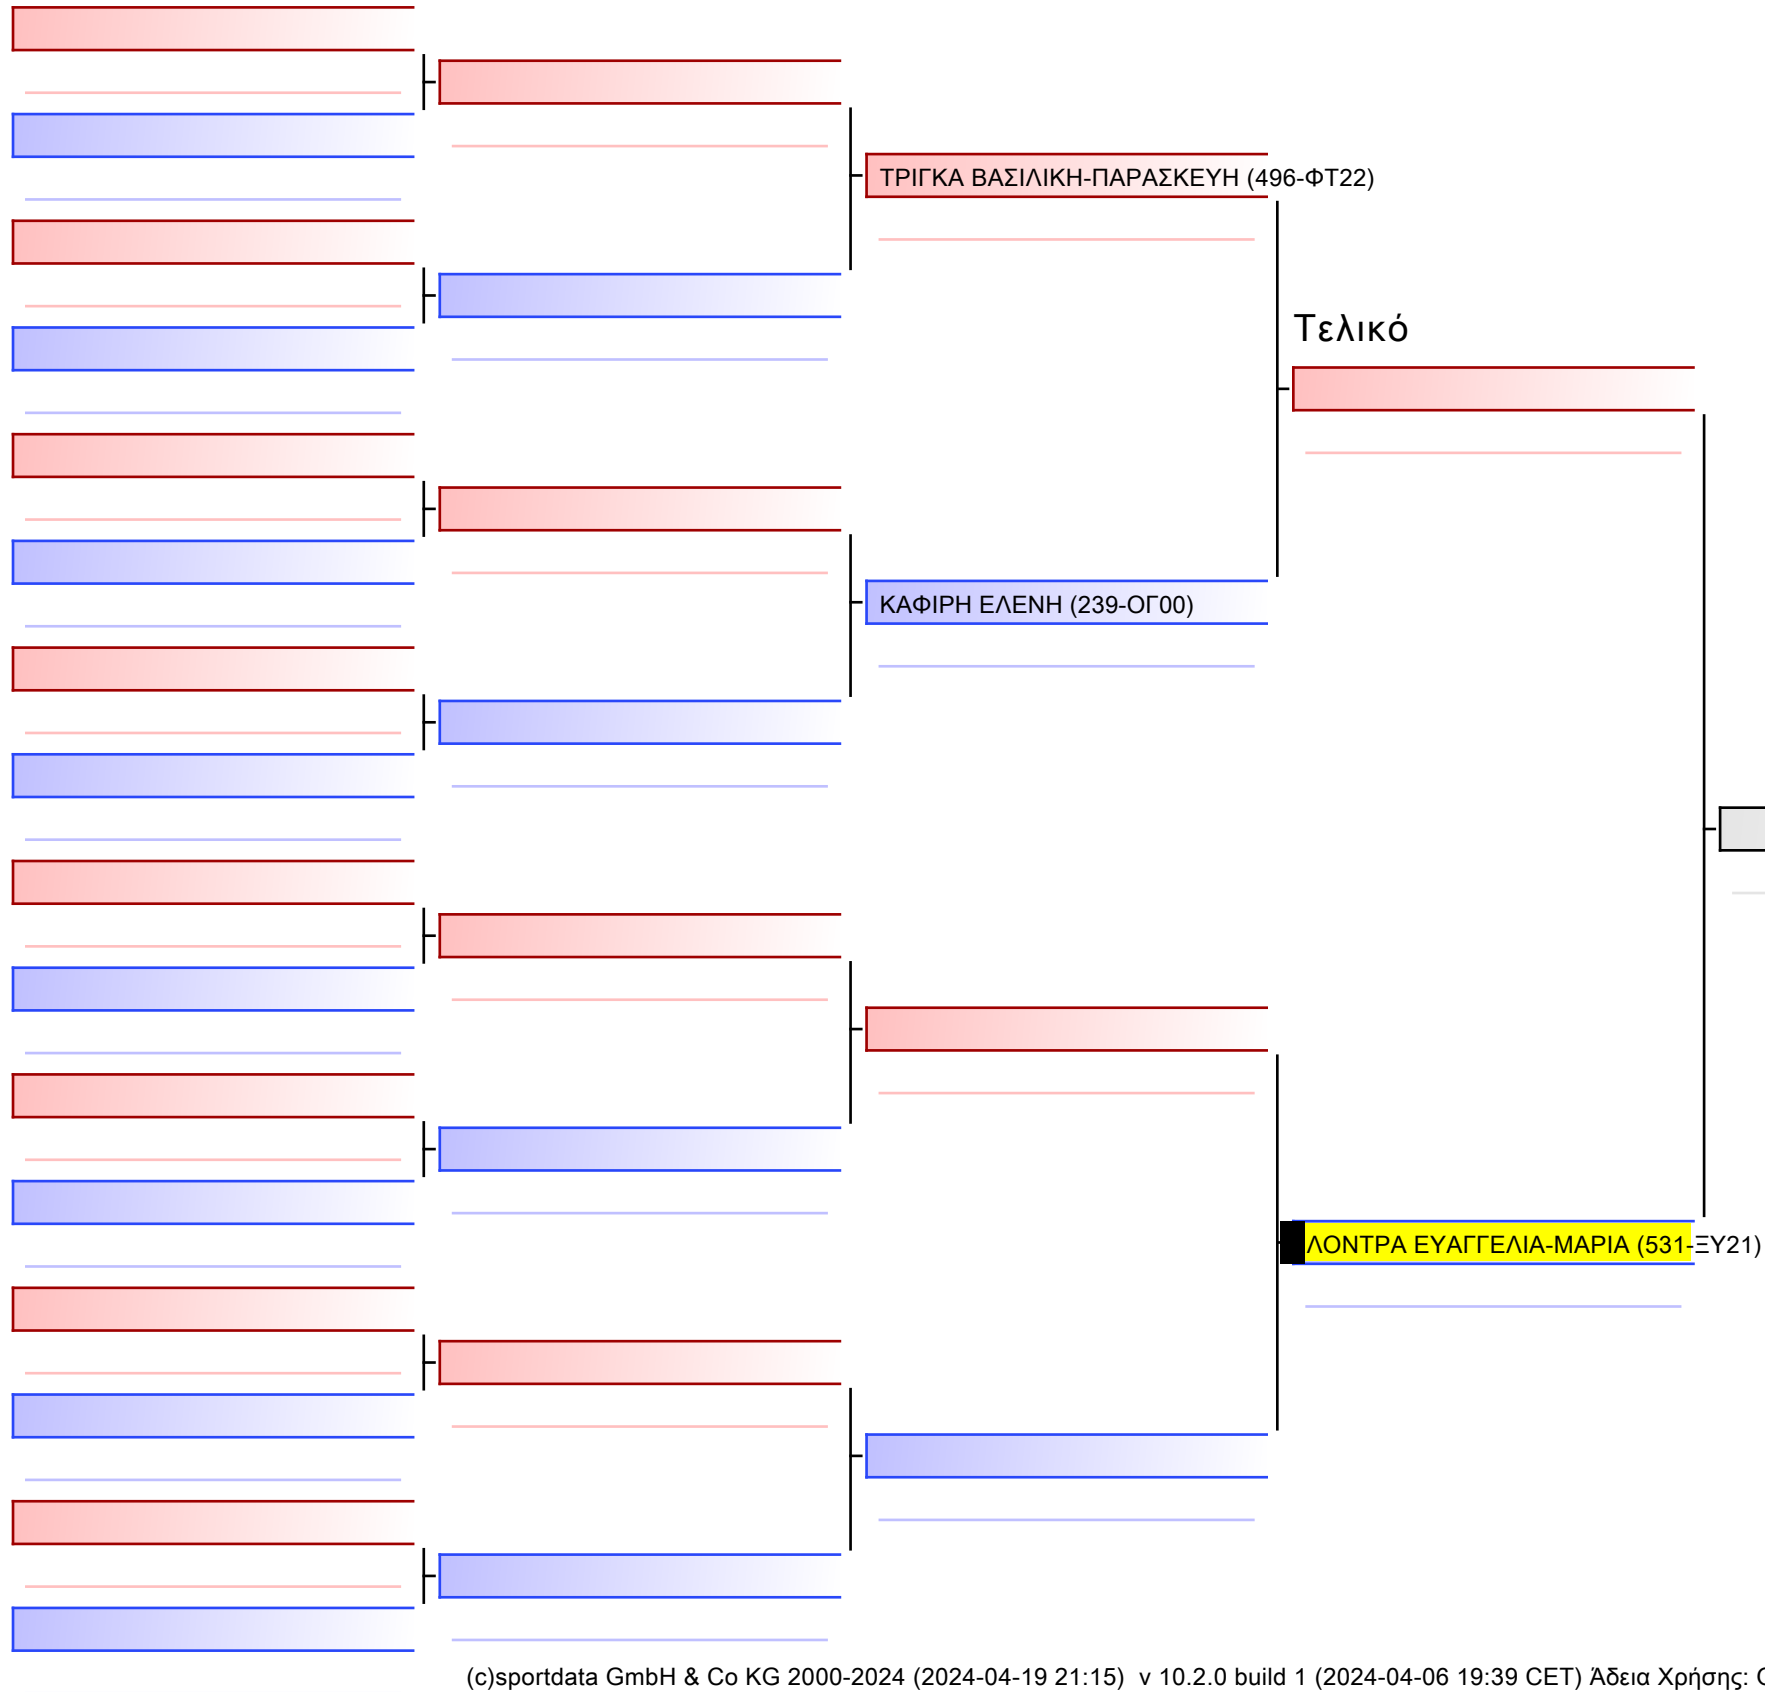 ΤΡΙΓΚΑ ΒΑΣΙΛΙΚΗ-ΠΑΡΑΣΚΕΥΗ (496-ΦΤ22)
Τελικό
ΚΑΦΙΡΗ ΕΛΕΝΗ (239-ΟΓ00)
ΛΟΝΤΡΑ ΕΥΑΓΓΕΛΙΑ-ΜΑΡΙΑ (531-ΞΥ21)
(c)sportdata GmbH & Co KG 2000-2024 (2024-04-19 21:15) v 10.2.0 build 1 (2024-04-06 19:39 CET) Άδεια Χρήσης: